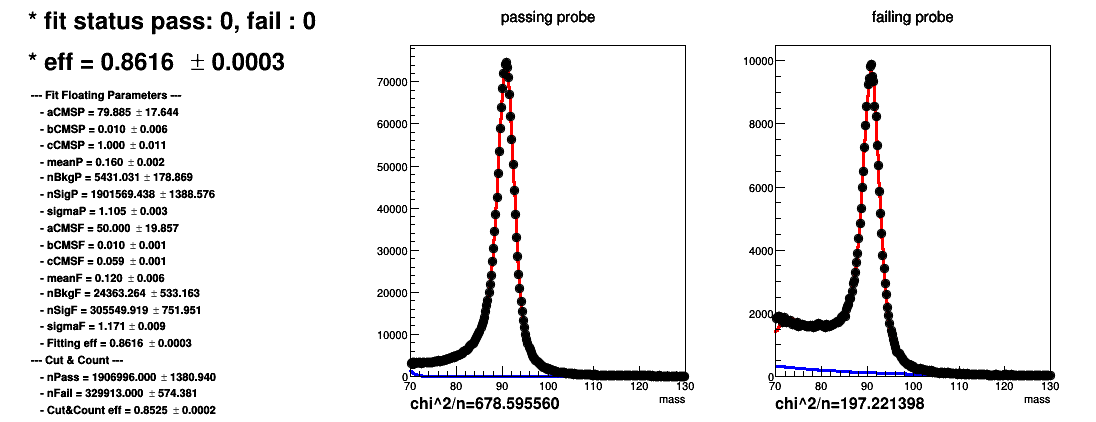 * fit status pass: 0, fail : 0
* eff = 0.8616 ± 0.0003
--- Fit Floating Parameters ---
- aCMSP = 79.885 ± 17.644
- bCMSP = 0.010 ± 0.006
- cCMSP = 1.000 ± 0.011
- meanP = 0.160 ± 0.002
- nBkgP = 5431.031 ± 178.869
- nSigP = 1901569.438 ± 1388.576
- sigmaP = 1.105 ± 0.003
- aCMSF = 50.000 ± 19.857
- bCMSF = 0.010 ± 0.001
- cCMSF = 0.059 ± 0.001
- meanF = 0.120 ± 0.006
- nBkgF = 24363.264 ± 533.163
- nSigF = 305549.919 ± 751.951
- sigmaF = 1.171 ± 0.009
- Fitting eff = 0.8616 ± 0.0003
--- Cut & Count ---
- nPass = 1906996.000 ± 1380.940
- nFail = 329913.000 ± 574.381
- Cut&Count eff = 0.8525 ± 0.0002
passing probe
70000
60000
50000
40000
30000
20000
10000
0
70 80 90 100 110 120 130
mass
chi^2/n=678.595560
failing probe
10000
8000
6000
4000
2000
0
70 80 90 100 110 120 130
mass
chi^2/n=197.221398